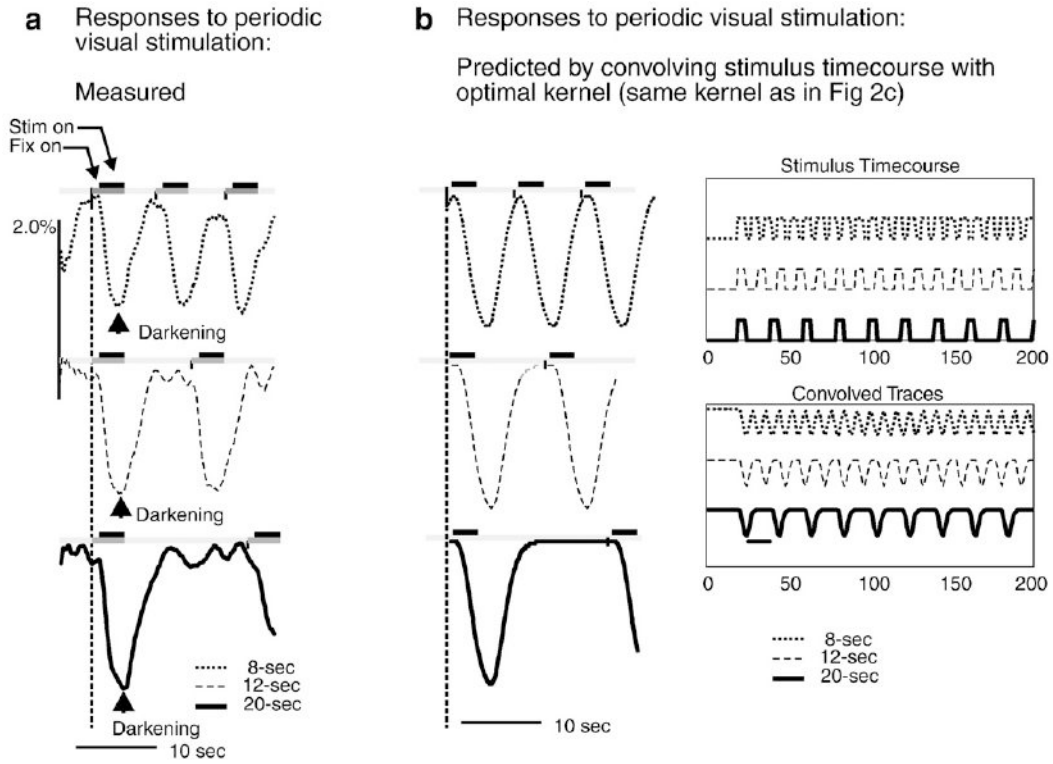 a Responses to periodic
visual stimulation:
Measured
Stim on
Fix on
2.0%
Darkening
Darkening
8-sec
12-sec
20-sec
Darkening
10 sec
b Responses to periodic visual stimulation:
Predicted by convolving stimulus timecourse with
optimal kernel (same kernel as in Fig 2c)
10 sec
Stimulus Timecourse
0 50 100 150 200
Convolved Traces
0 50 100 150 200
8-sec
12-sec
20-sec